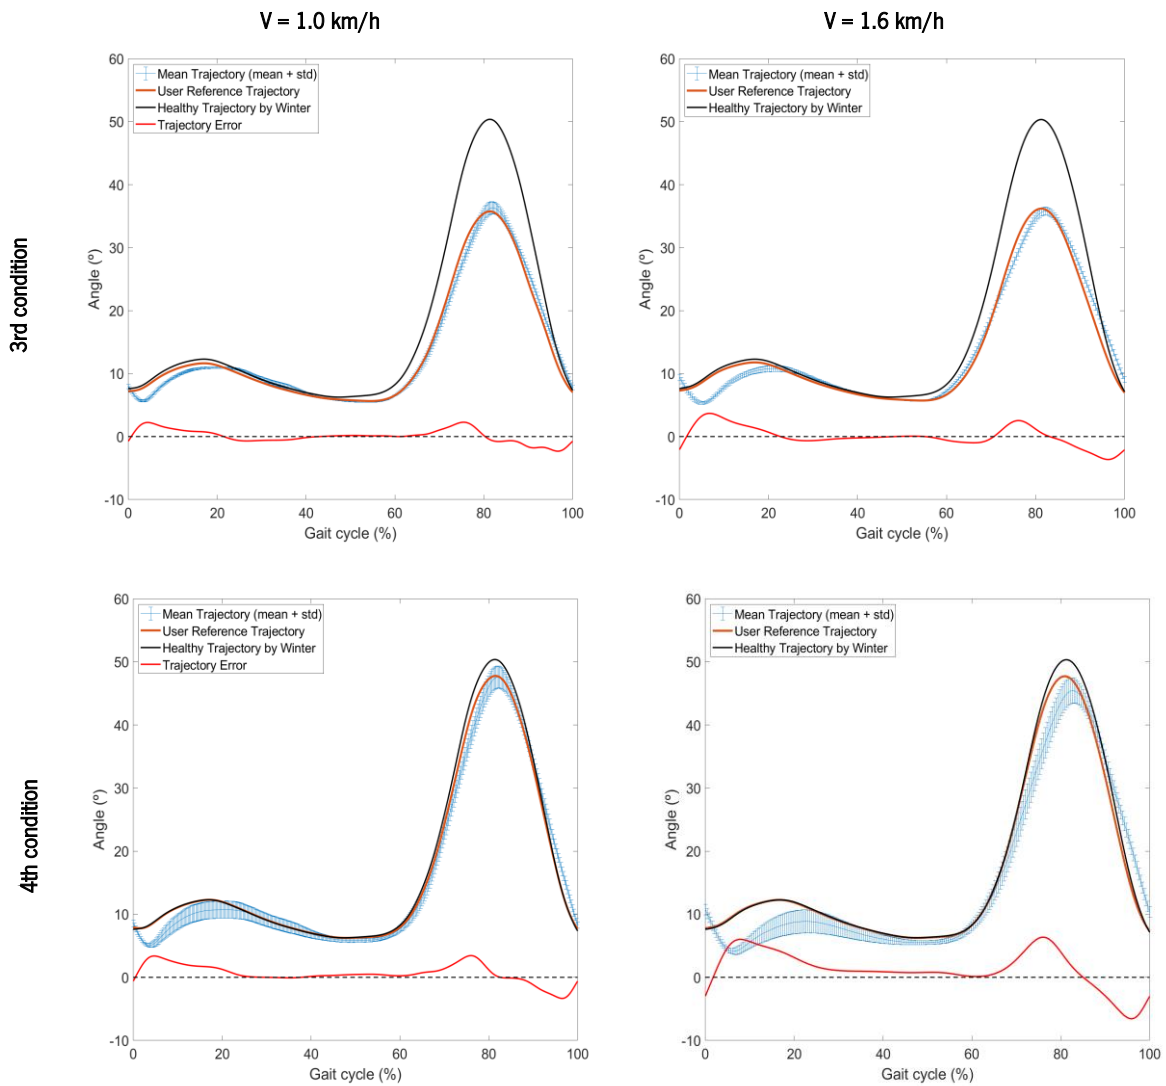 V = 1.0 km/h
V = 1.6 km/h
3rd condition
60
50
40
30
20
10
0
-10
Angle (º)
Mean Trajectory (mean + std)
User Reference Trajectory
Healthy Trajectory by Winter
Trajectory Error
0 20 40 60 80 100
Gait cycle (%)
60
50
40
30
20
10
0
-10
Angle (º)
Mean Trajectory (mean + std)
User Reference Trajectory
Healthy Trajectory by Winter
0 20 40 60 80 100
Gait cycle (%)
4th condition
60
50
40
30
20
10
0
-10
Angle (º)
Mean Trajectory (mean + std)
User Reference Trajectory
Healthy Trajectory by Winter
Trajectory Error
0 20 40 60 80 100
Gait cycle (%)
60
50
40
30
20
10
0
-10
Angle (º)
Mean Trajectory (mean + std)
User Reference Trajectory
Healthy Trajectory by Winter
0 20 40 60 80 100
Gait cycle (%)